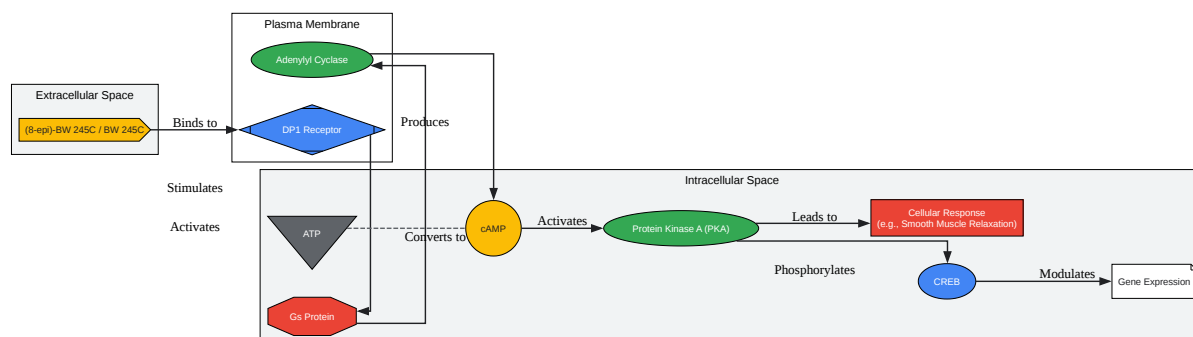 Plasma Membrane
Adenylyl Cyclase
Extracellular Space
(8-epi)-BW 245C / BW 245C
Binds to
DP1 Receptor
Produces
Stimulates
Intracellular Space
Activates
ATP
Converts to
cAMP
Activates
Protein Kinase A (PKA)
Leads to
Cellular Response
(e.g., Smooth Muscle Relaxation)
Phosphorylates
CREB
Modulates
Gene Expression
Gs Protein